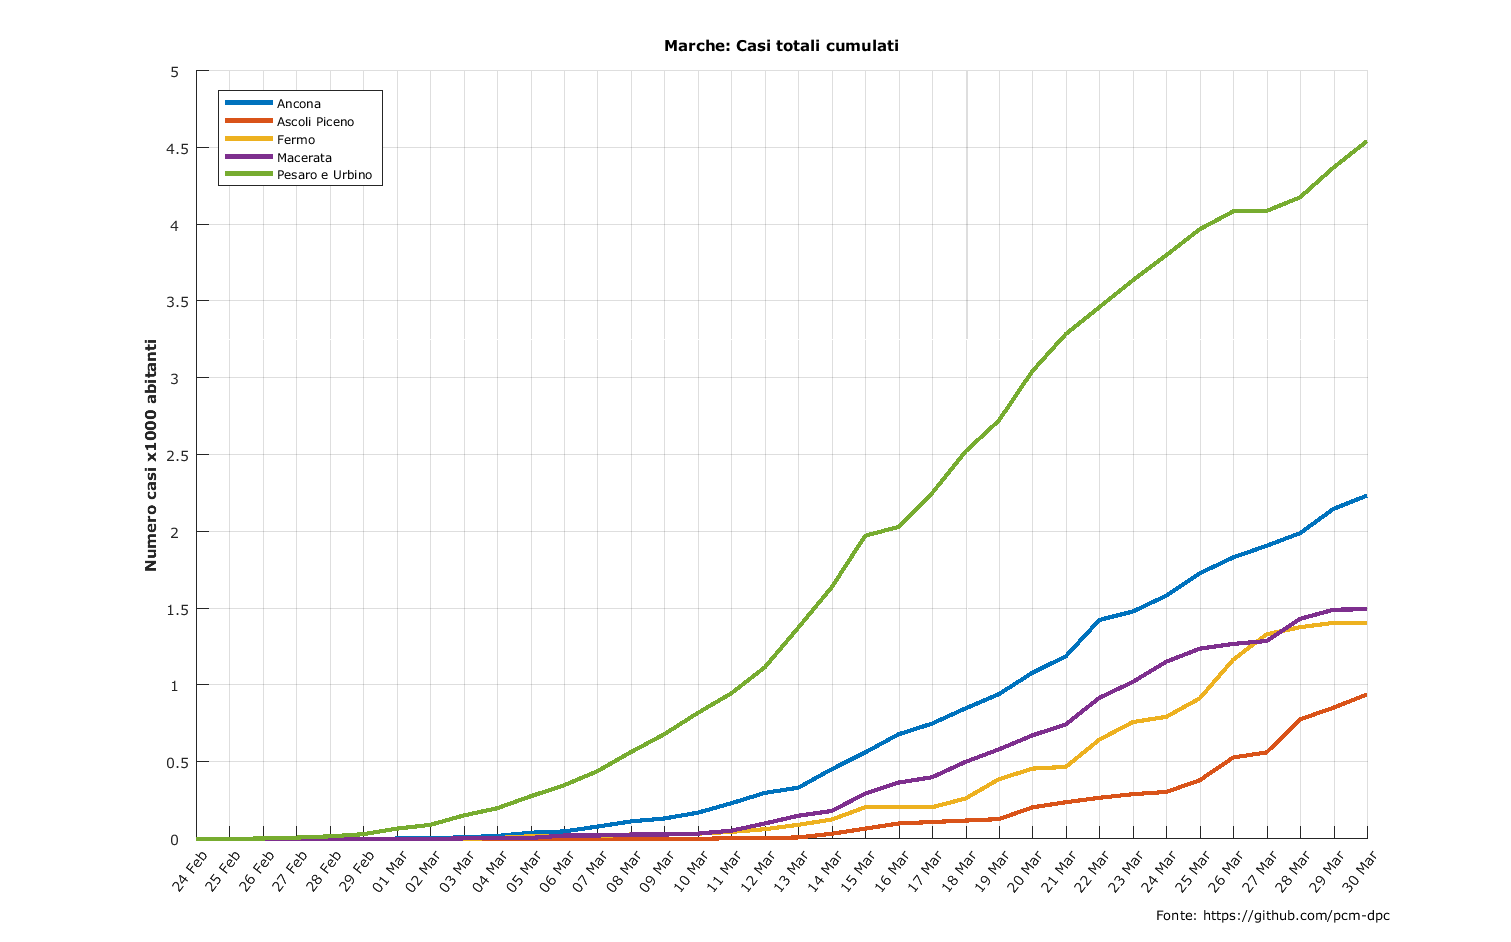 Marche: Casi totali cumulati
Numero casi x1000 abitanti
5
4.5
4
3.5
3
2.5
2
1.5
1
0.5
0
Ancona
Ascoli Piceno
Fermo
Macerata
Pesaro e Urbino
24 Feb
25 Feb
26 Feb
27 Feb
28 Feb
29 Feb
01 Mar
02 Mar
03 Mar
04 Mar
05 Mar
06 Mar
07 Mar
08 Mar
09 Mar
10 Mar
11 Mar
12 Mar
13 Mar
14 Mar
15 Mar
16 Mar
17 Mar
18 Mar
19 Mar
20 Mar
21 Mar
22 Mar
23 Mar
24 Mar
25 Mar
26 Mar
27 Mar
28 Mar
29 Mar
30 Mar
Fonte: https://github.com/pcm-dpc